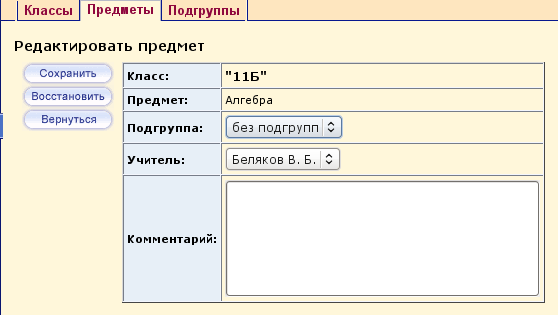 Классы Предметы Подгруппы
Редактировать предмет
Сохранить
Восстановить
Вернуться
Класс: "11Б"
Предмет: Алгебра
Подгруппа: без подгрупп
Учитель: Беляков В. Б.
Комментарий: